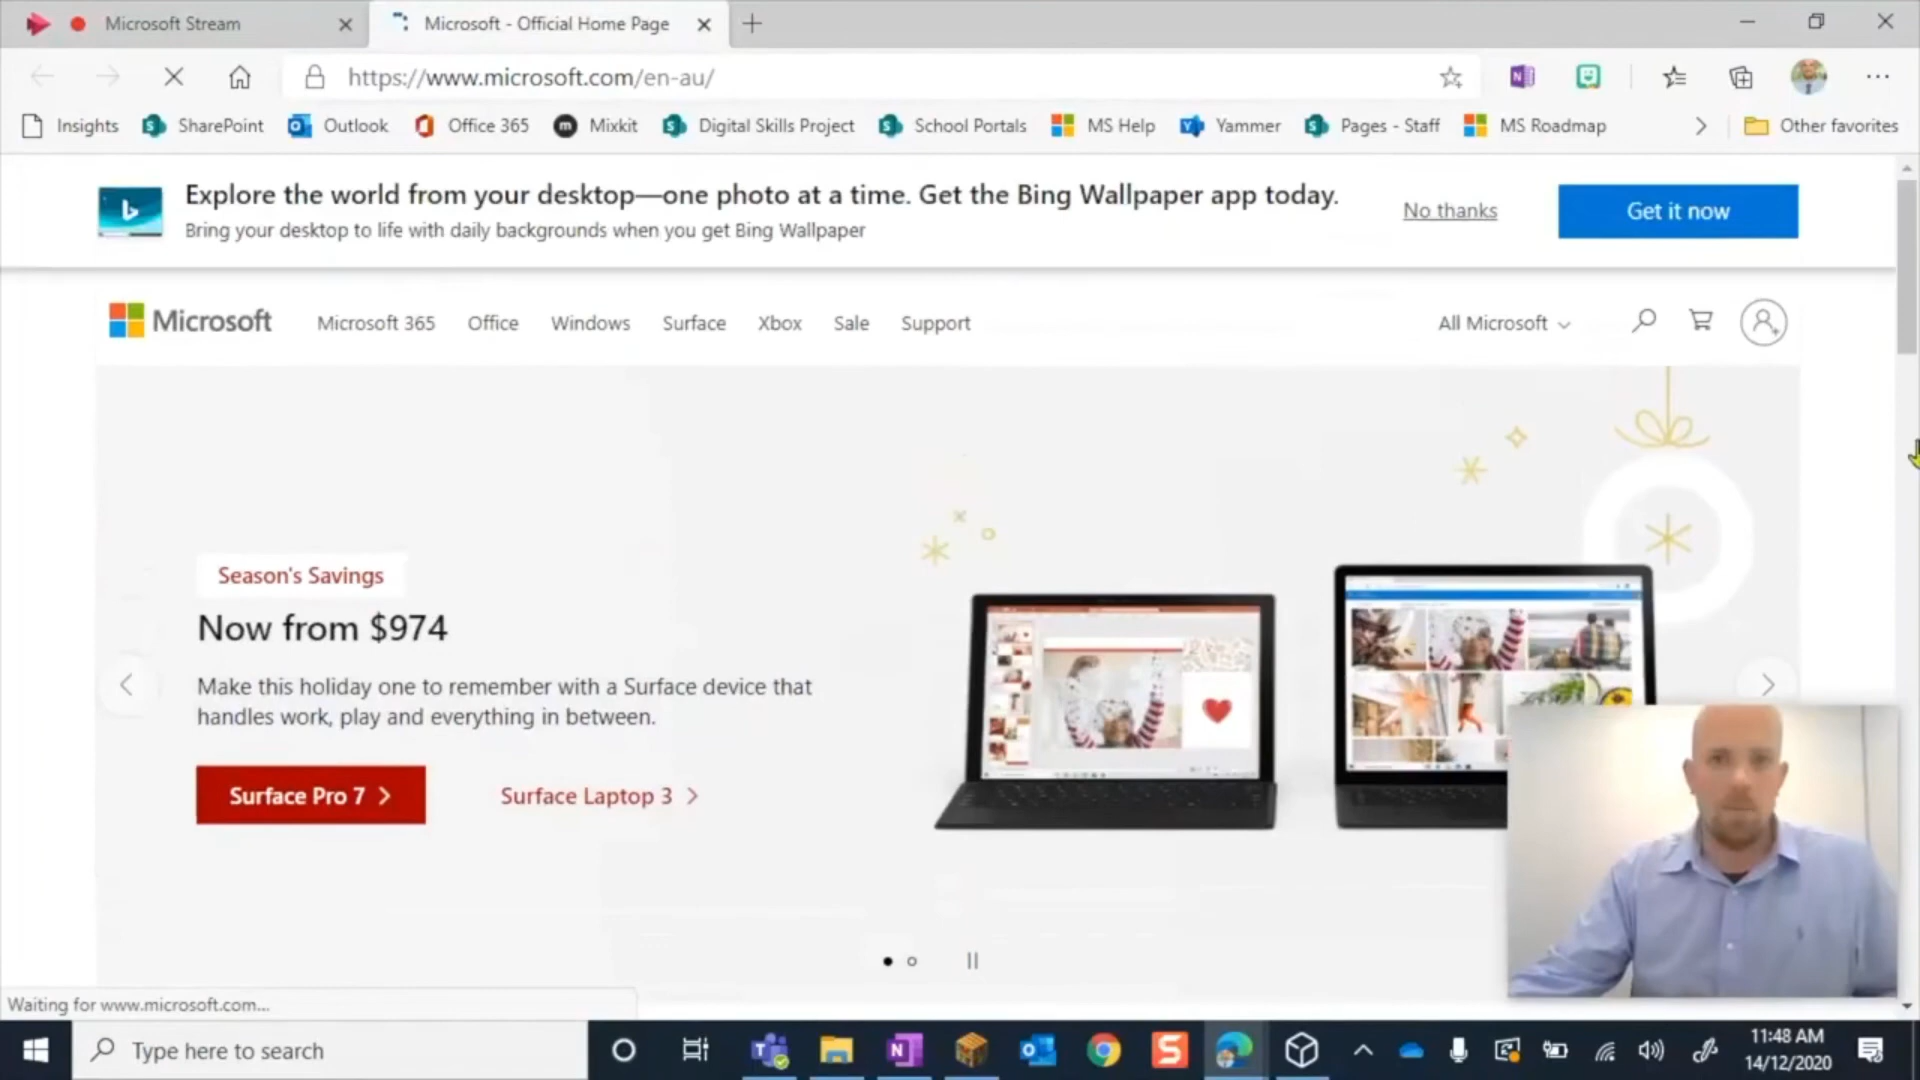 Microsoft Stream
Microsoft - Official Home Page
https://www.microsoft.com/en-au/
Insights
SharePoint
Outlook
Office 365
Mixkit
Digital Skills Project
School Portals
MS Help
Yammer
Pages - Staff
MS Roadmap
Other favorites
Explore the world from your desktop—one photo at a time. Get the Bing Wallpaper app today.
Bring your desktop to life with daily backgrounds when you get Bing Wallpaper
No thanks
Get it now
Microsoft
Microsoft 365
Office
Windows
Surface
Xbox
Sale
Support
All Microsoft
Season's Savings
Now from $974
Make this holiday one to remember with a Surface device that
handles work, play and everything in between.
Surface Pro 7
Surface Laptop 3
Waiting for www.microsoft.com...
Type here to search
11:48 AM
14/12/2020